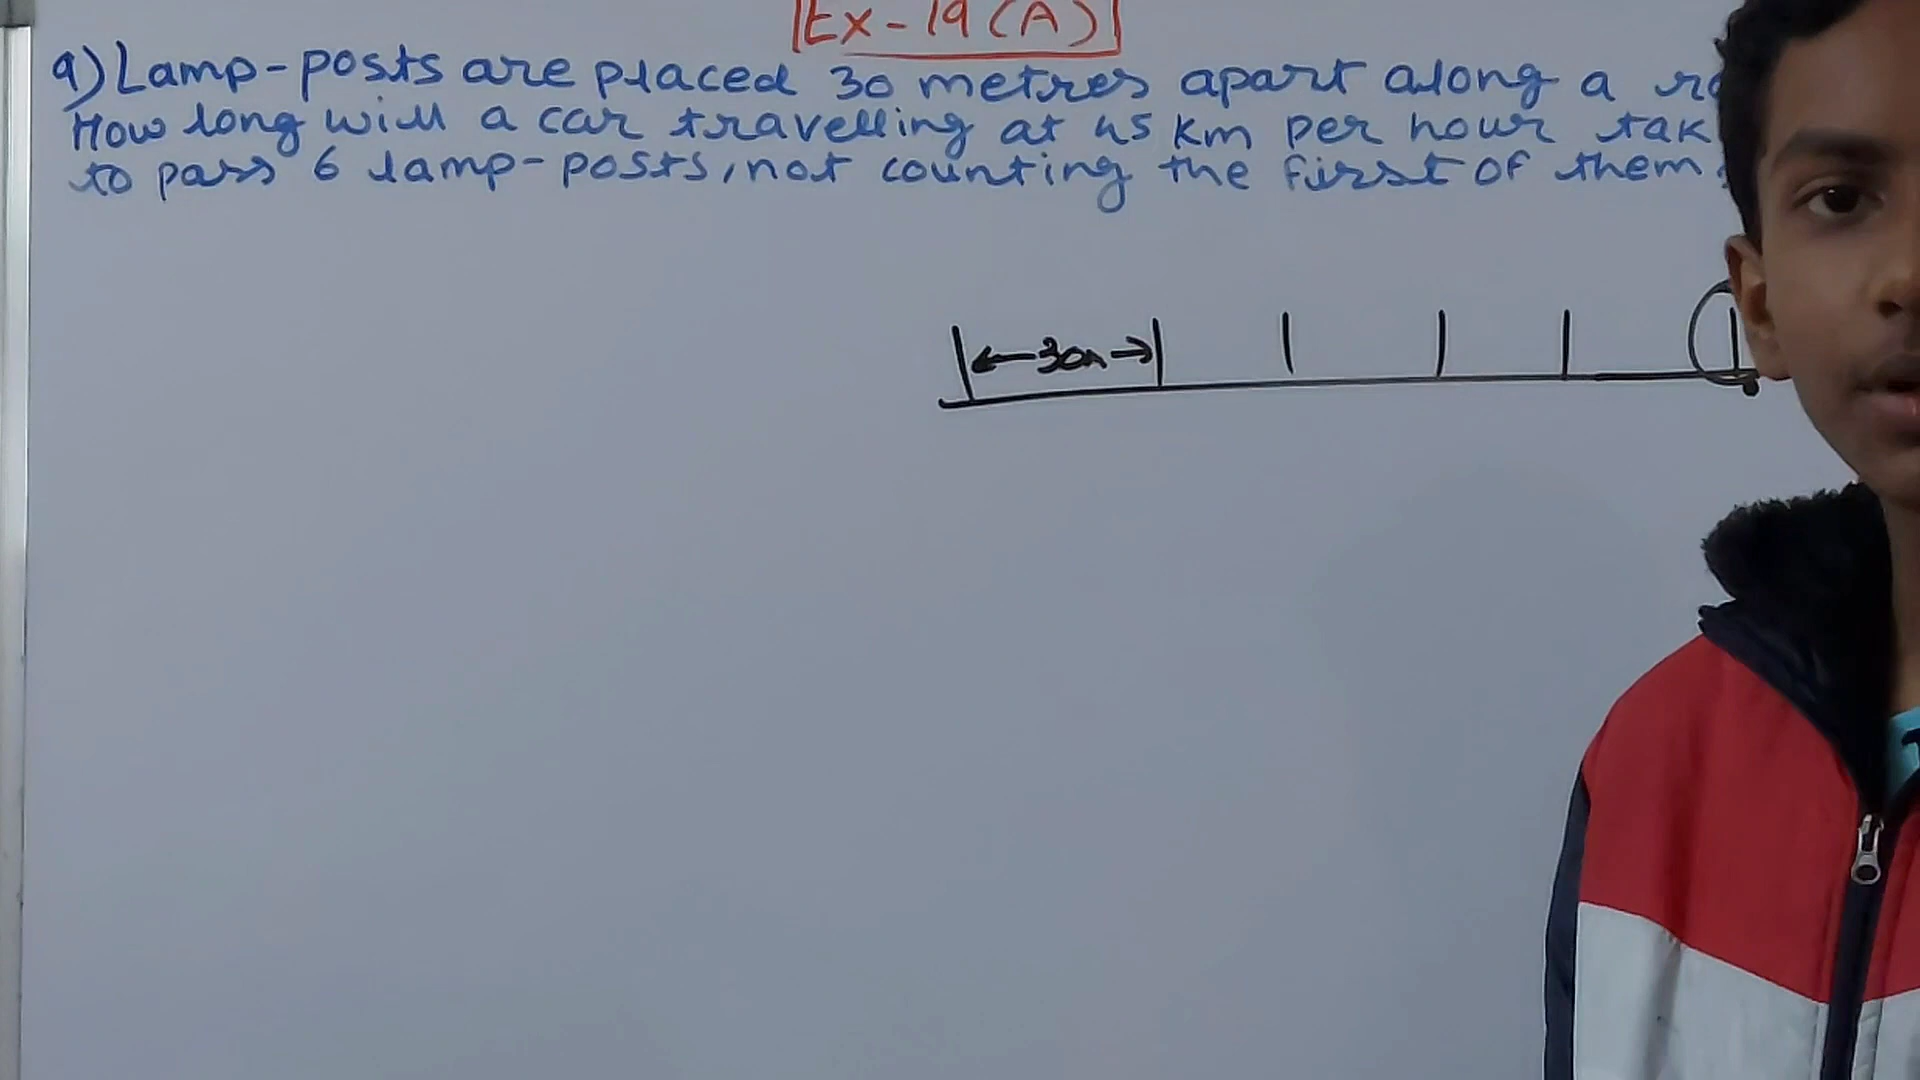 Ex-19(A)
9) Lamp-posts are placed 30 metres apart along a
How long will a car travelling at 45 km per hour tak
to pass 6 lamp-posts, not counting the first of them?
30m